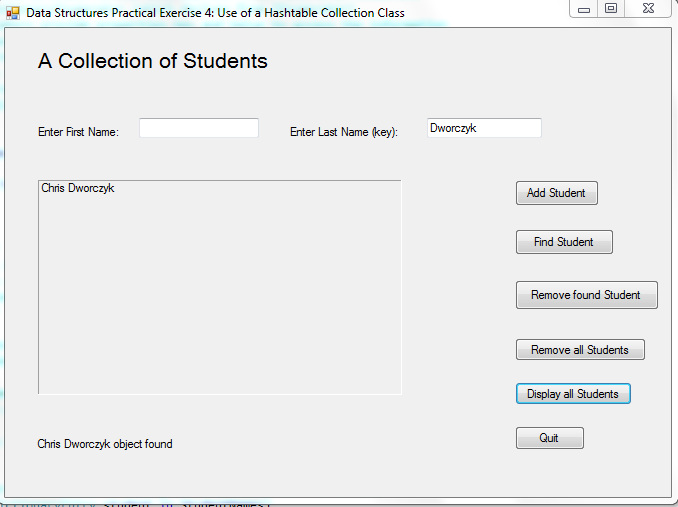 Data Structures Practical Exercise 4: Use of a Hashtable Collection Class
A Collection of Students
Enter First Name:
Enter Last Name (key):
Dworczyk
Chris Dworczyk
Add Student
Find Student
Remove found Student
Remove all Students
Display all Students
Chris Dworczyk object found
Quit